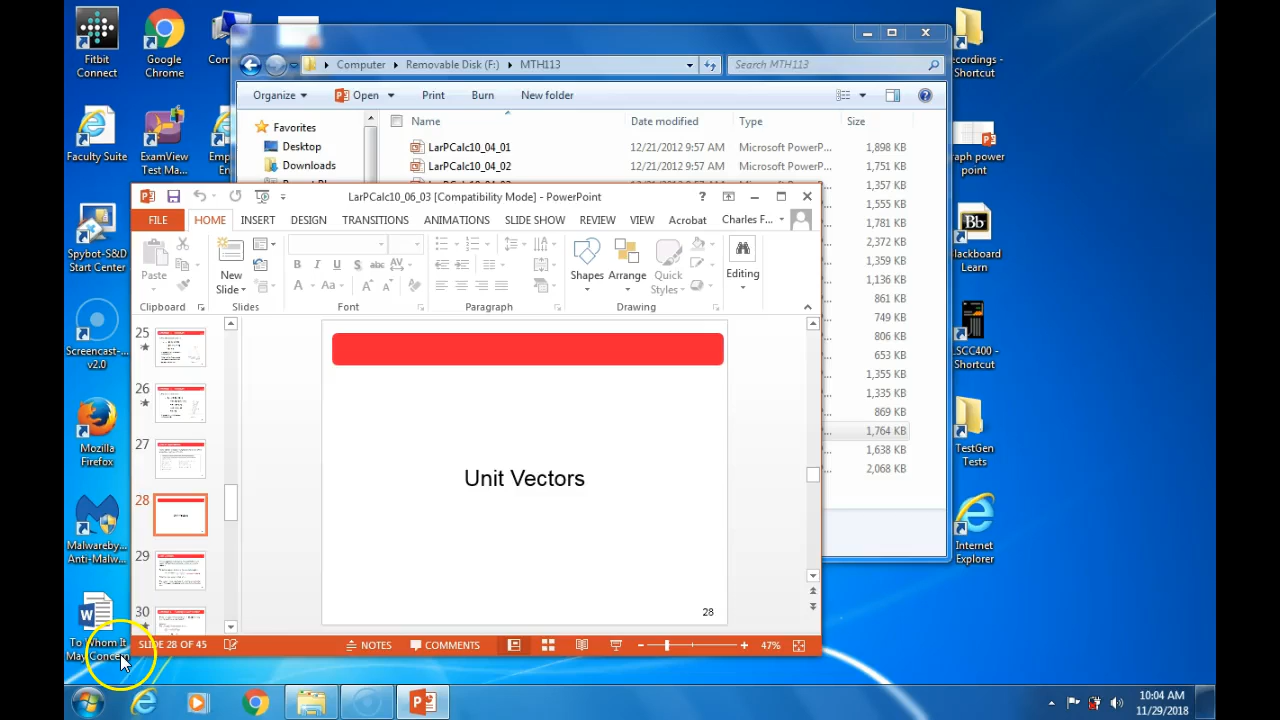 Fitbit Connect
Google Chrome
Com
ecordings - Shortcut
Faculty Suite
ExamView Test Ma...
Emp
raph power point
Spybot-S&D Start Center
lackboard Learn
Screencast-... v2.0
LSCC400 - Shortcut
Mozilla Firefox
TestGen Tests
Malwareby... Anti-Malw...
Internet Explorer
To Whom It May Concern
Computer Removable Disk (F:) MTH113
Search MTH113
Organize Open Print Burn New folder
Favorites
Desktop
Downloads
Name Date modified Type Size
LarPCalc10_04_01 12/21/2012 9:57 AM Microsoft PowerP... 1,898 KB
LarPCalc10_04_02 12/21/2012 9:57 AM Microsoft PowerP... 1,751 KB
1,357 KB
1,555 KB
1,781 KB
2,372 KB
1,359 KB
1,136 KB
861 KB
749 KB
806 KB
653 KB
1,355 KB
1,335 KB
869 KB
1,764 KB
1,638 KB
2,068 KB
LarPCalc10_06_03 [Compatibility Mode] - PowerPoint
FILE HOME INSERT DESIGN TRANSITIONS ANIMATIONS SLIDE SHOW REVIEW VIEW Acrobat Charles F...
Paste New Slide Shapes Arrange Quick Styles Editing
Clipboard Slides Font Paragraph Drawing
25
26
27
28
29
30
Unit Vectors
28
SLIDE 28 OF 45 NOTES COMMENTS 47%
10:04 AM
11/29/2018